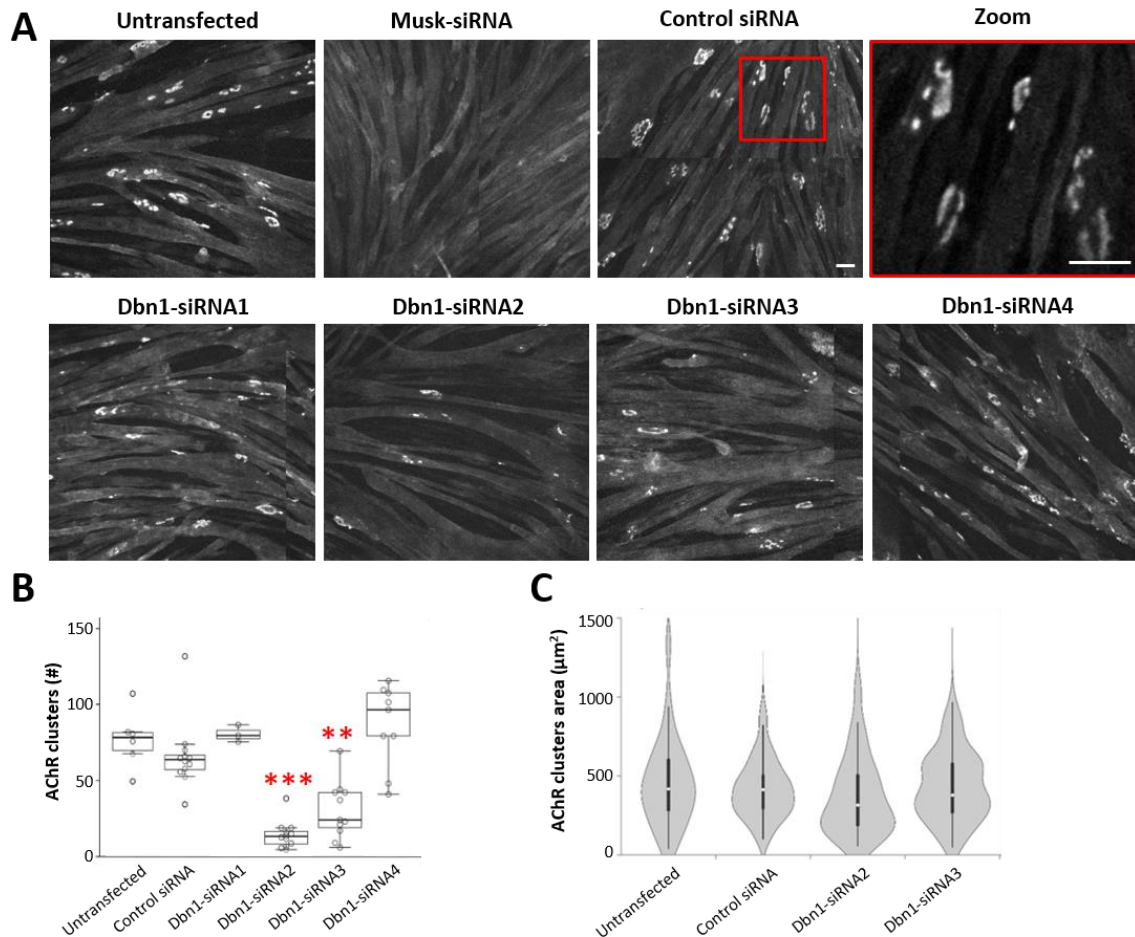 A
Untransfected
Musk-siRNA
Control siRNA
Zoom
Dbn1-siRNA1
Dbn1-siRNA2
Dbn1-siRNA3
Dbn1-siRNA4
B
AChR clusters (#)
150
100
50
0
***
**
Untransfected
Control siRNA
Dbn1-siRNA1
Dbn1-siRNA2
Dbn1-siRNA3
Dbn1-siRNA4
C
AChR clusters area (µm²)
1500
1000
500
0
Untransfected
Control siRNA
Dbn1-siRNA2
Dbn1-siRNA3